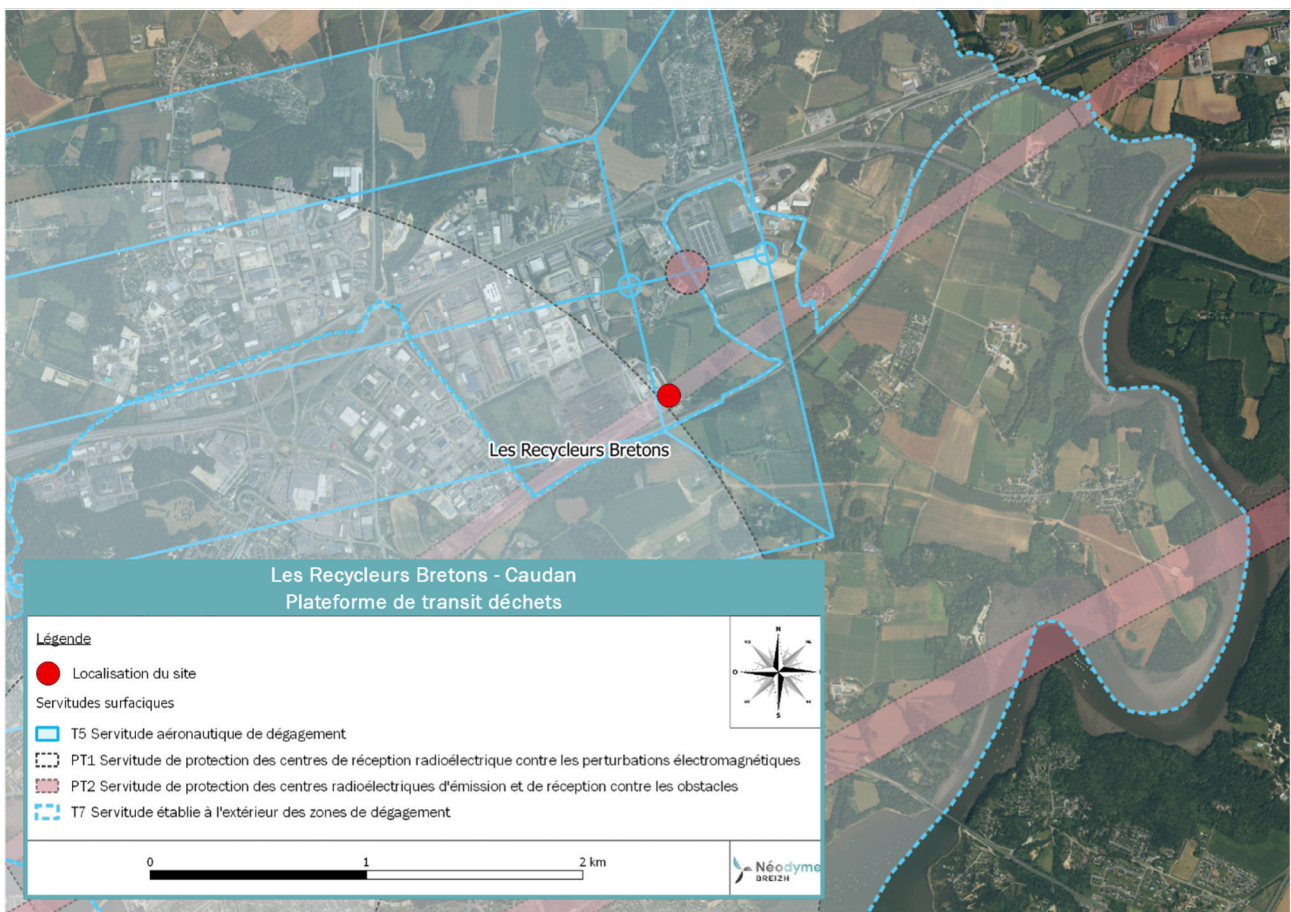 Les Recycleurs Bretons
Les Recycleurs Bretons - Caudan
Plateforme de transit déchets
Légende
Localisation du site
Servitudes surfaciques
T5 Servitude aéronautique de dégagement
PT1 Servitude de protection des centres de réception radioélectrique contre les perturbations électromagnétiques
PT2 Servitude de protection des centres radioélectriques d'émission et de réception contre les obstacles
T7 Servitude établie à l'extérieur des zones de dégagement
N
O
S
0 1 2 km
Néodyme
BREIZH